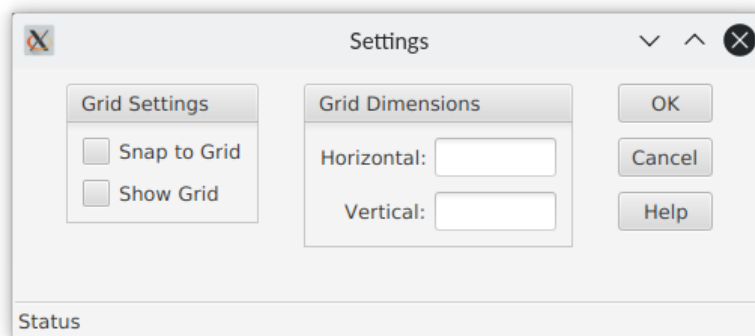 Settings
Grid Settings
Snap to Grid
Show Grid
Grid Dimensions
Horizontal:
Vertical:
OK
Cancel
Help
Status